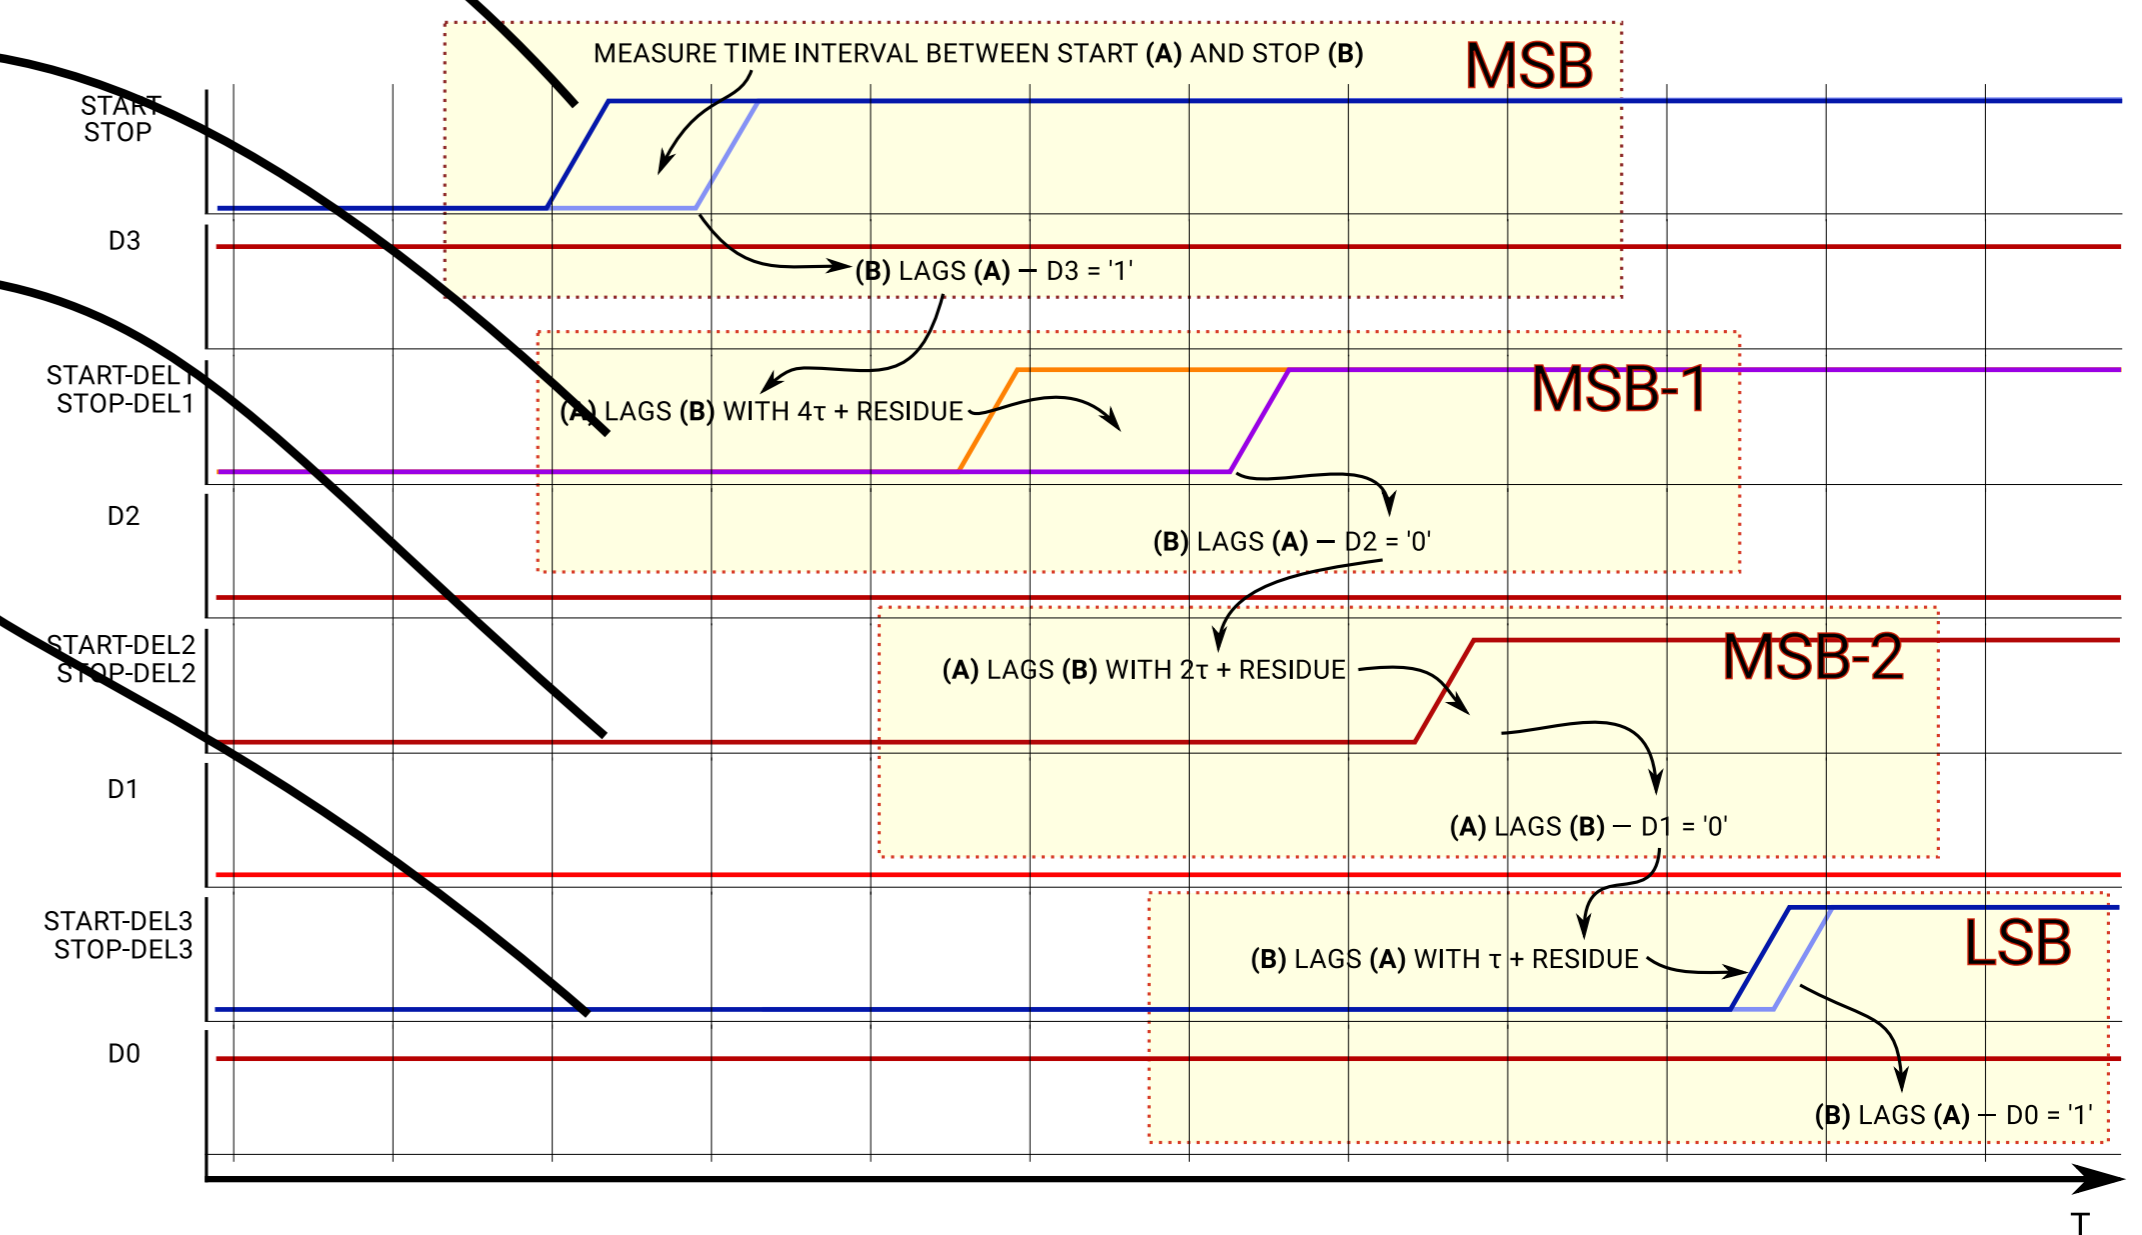 MEASURE TIME INTERVAL BETWEEN START (A) AND STOP (B)
MSB
START
STOP
D3
(B) LAGS (A) — D3 = '1'
START-DEL1
STOP-DEL1
MSB-1
(A) LAGS (B) WITH 4τ + RESIDUE
D2
(B) LAGS (A) — D2 = '0'
START-DEL2
STOP-DEL2
MSB-2
(A) LAGS (B) WITH 2τ + RESIDUE
D1
(A) LAGS (B) — D1 = '0'
START-DEL3
STOP-DEL3
LSB
(B) LAGS (A) WITH τ + RESIDUE
D0
(B) LAGS (A) — D0 = '1'
T